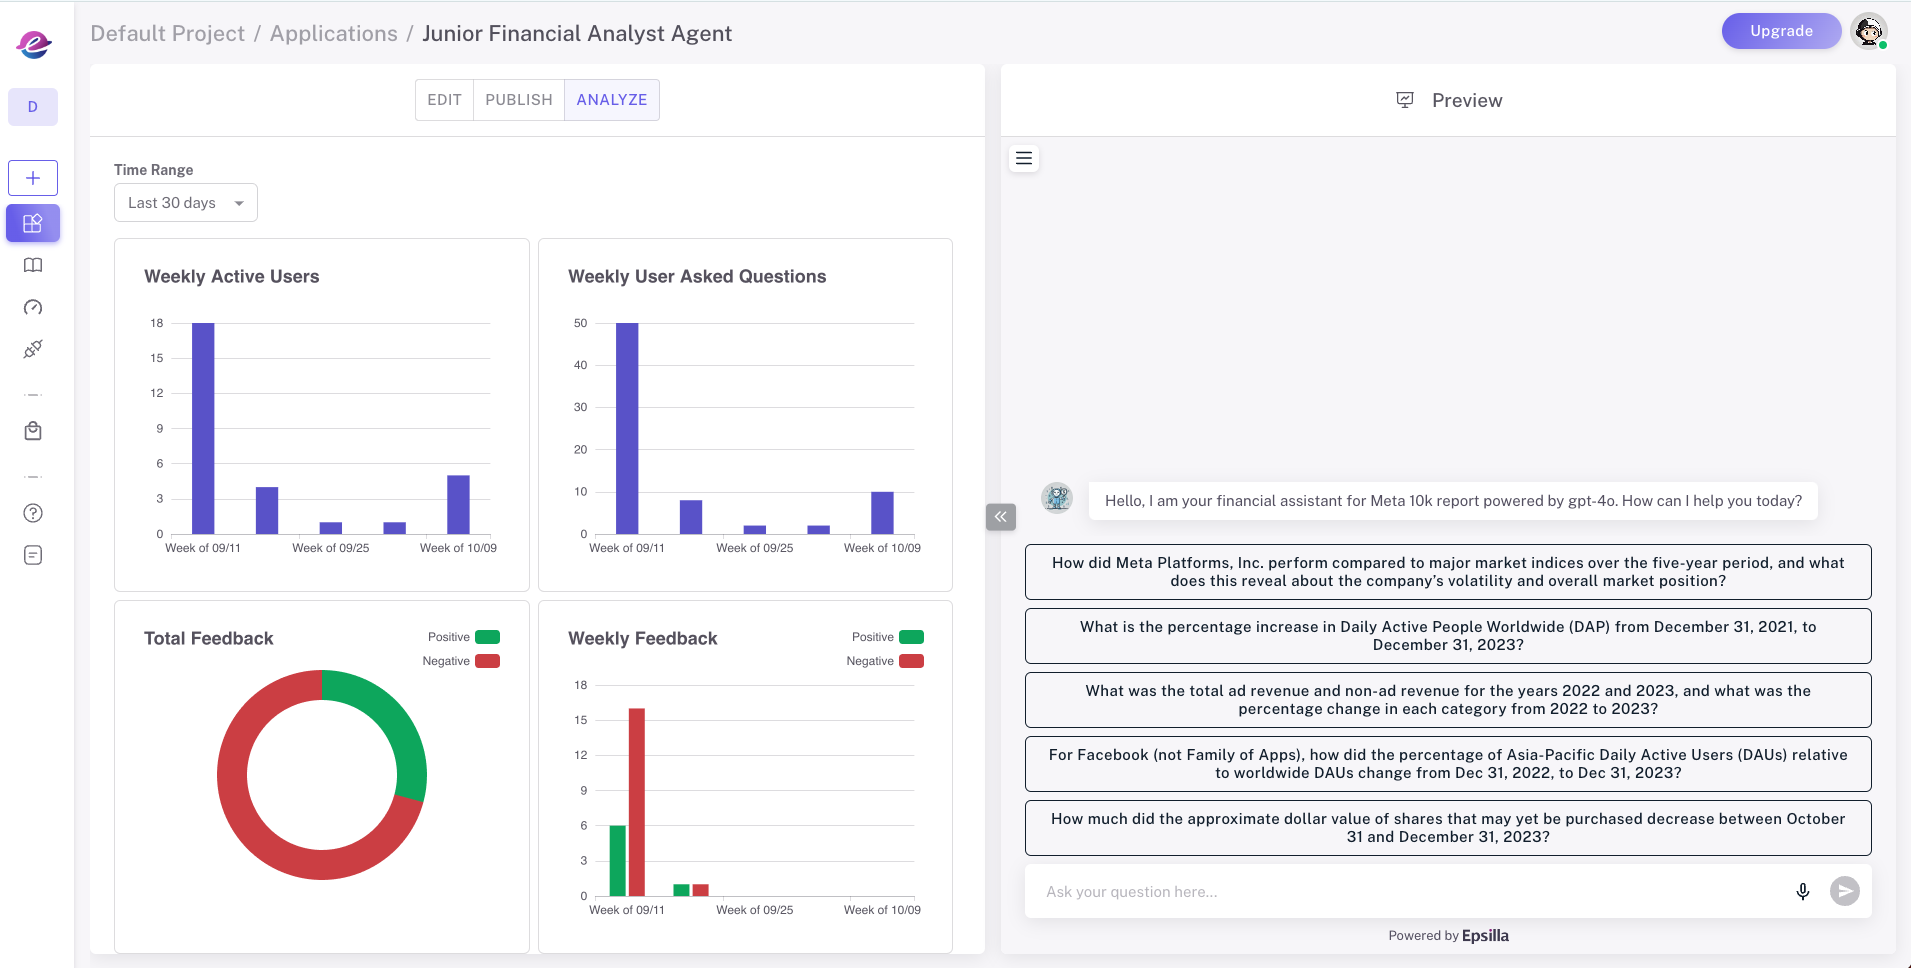 Default Project / Applications / Junior Financial Analyst Agent
Upgrade
D
EDIT
PUBLISH
ANALYZE
Time Range
Last 30 days
Weekly Active Users
18
15
12
9
6
3
0
Week of 09/11
Week of 09/25
Week of 10/09
Weekly User Asked Questions
50
40
30
20
10
0
Week of 09/11
Week of 09/25
Week of 10/09
Total Feedback
Positive
Negative
Weekly Feedback
Positive
Negative
18
15
12
9
6
3
0
Week of 09/11
Week of 09/25
Week of 10/09
Preview
Hello, I am your financial assistant for Meta 10k report powered by gpt-4o. How can I help you today?
How did Meta Platforms, Inc. perform compared to major market indices over the five-year period, and what
does this reveal about the company’s volatility and overall market position?
What is the percentage increase in Daily Active People Worldwide (DAP) from December 31, 2021, to
December 31, 2023?
What was the total ad revenue and non-ad revenue for the years 2022 and 2023, and what was the
percentage change in each category from 2022 to 2023?
For Facebook (not Family of Apps), how did the percentage of Asia-Pacific Daily Active Users (DAUs) relative
to worldwide DAUs change from Dec 31, 2022, to Dec 31, 2023?
How much did the approximate dollar value of shares that may yet be purchased decrease between October
31 and December 31, 2023?
Ask your question here...
Powered by Epsilla